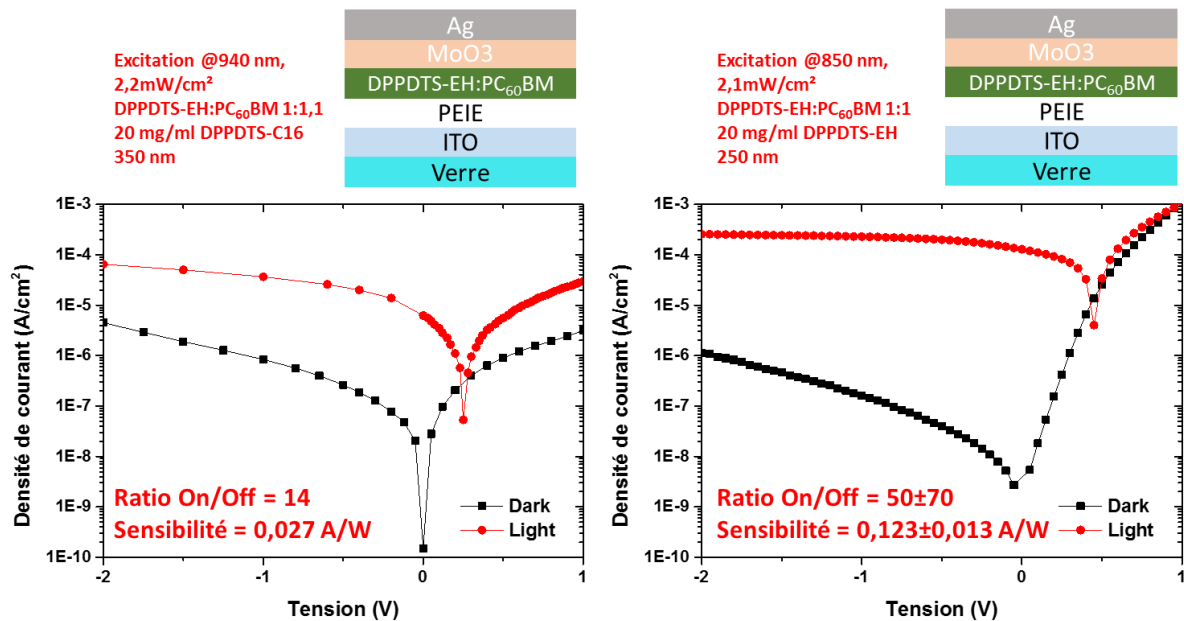 Excitation @940 nm,
2,2mW/cm²
DPPDTS-EH:PC₆₀BM 1:1,1
20 mg/ml DPPDTS-C16
350 nm
Ag
MoO3
DPPDTS-EH:PC₆₀BM
PEIE
ITO
Verre
1E-3
1E-4
1E-5
1E-6
1E-7
1E-8
1E-9
1E-10
Densité de courant (A/cm²)
Ratio On/Off = 14
Sensibilité = 0,027 A/W
Dark
Light
-2
-1
0
1
Tension (V)
Excitation @850 nm,
2,1mW/cm²
DPPDTS-EH:PC₆₀BM 1:1
20 mg/ml DPPDTS-EH
250 nm
Ag
MoO3
DPPDTS-EH:PC₆₀BM
PEIE
ITO
Verre
1E-3
1E-4
1E-5
1E-6
1E-7
1E-8
1E-9
1E-10
Densité de courant (A/cm²)
Ratio On/Off = 50±70
Sensibilité = 0,123±0,013 A/W
Dark
Light
-2
-1
0
1
Tension (V)